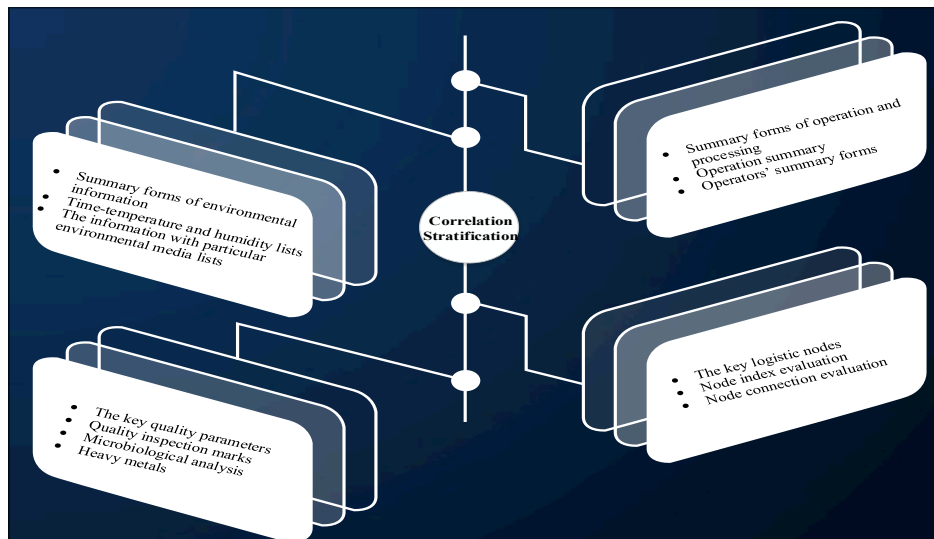 Summary forms of environmental
information
Time-temperature and humidity lists
The information with particular
environmental media lists
Correlation
Stratification
Summary forms of operation and
processing
Operation summary
Operators' summary forms
The key quality parameters
Quality inspection marks
Microbiological analysis
Heavy metals
The key logistic nodes
Node index evaluation
Node connection evaluation